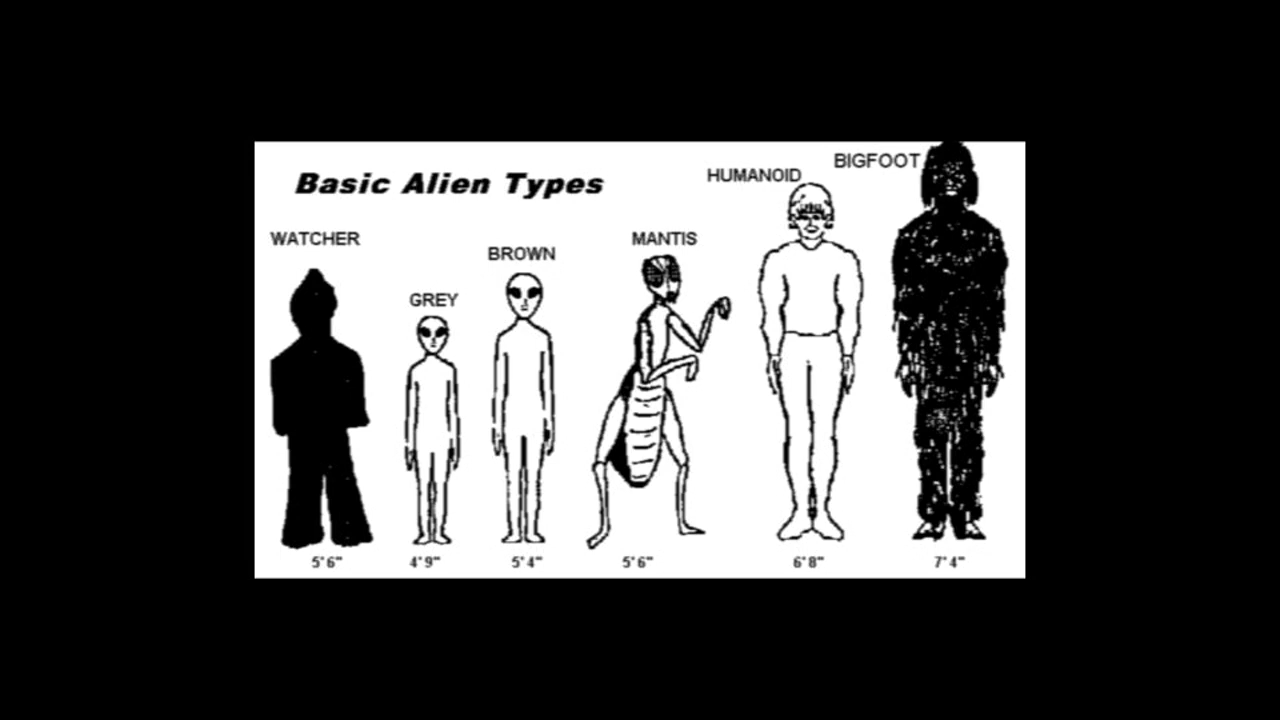 Basic Alien Types
WATCHER
GREY
BROWN
MANTIS
HUMANOID
BIGFOOT
5'6"
4'9"
5'4"
5'6"
6'8"
7'4"